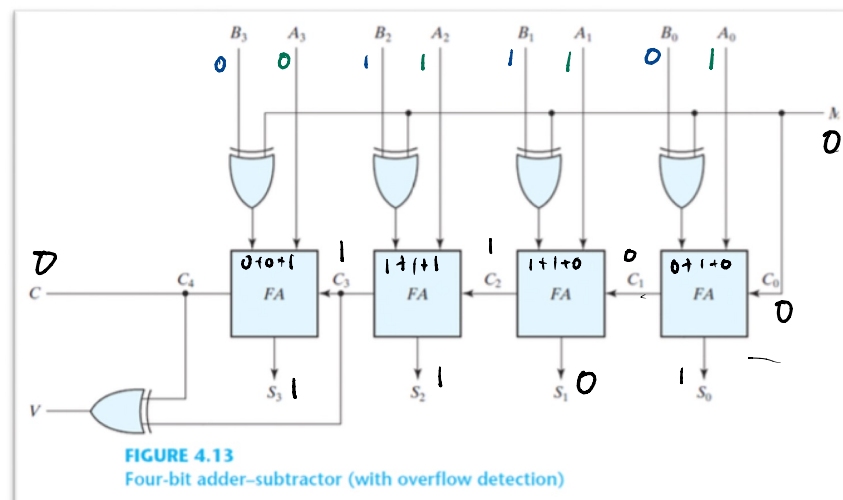 B₃ A₃ B₂ A₂ B₁ A₁ B₀ A₀
0 0 1 1 1 1 0 1
M
0
0 1 1 0
0+0+1 1+1+1 1+1+0 0+1+0
C C₄ FA C₃ FA C₂ FA C₁ FA C₀
0
S₃ 1 S₂ 1 S₁ 0 1 S₀
V
FIGURE 4.13
Four-bit adder–subtractor (with overflow detection)